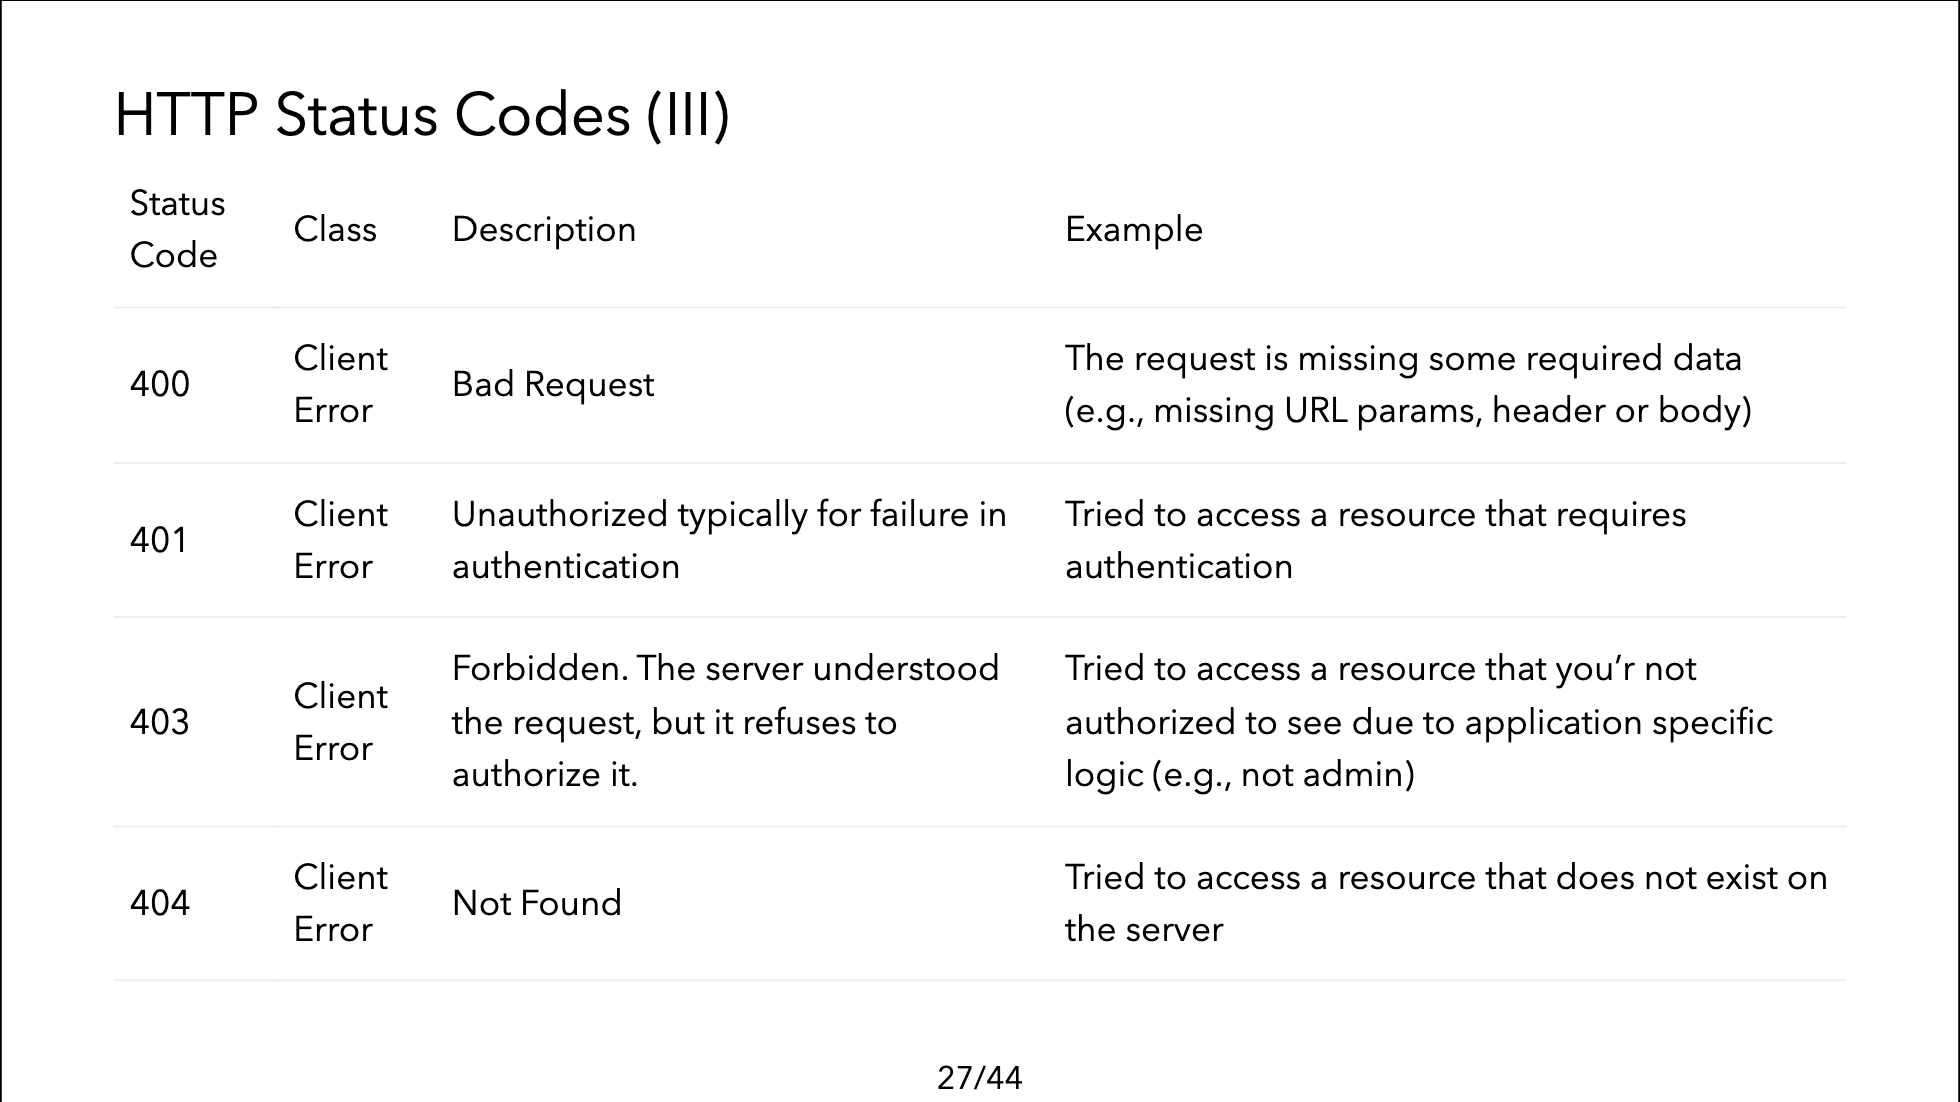 HTTP Status Codes (III)
Status
Code
Class
Description
Example
400
Client
Error
Bad Request
The request is missing some required data
(e.g., missing URL params, header or body)
401
Client
Error
Unauthorized typically for failure in
authentication
Tried to access a resource that requires
authentication
403
Client
Error
Forbidden. The server understood
the request, but it refuses to
authorize it.
Tried to access a resource that you’r not
authorized to see due to application specific
logic (e.g., not admin)
404
Client
Error
Not Found
Tried to access a resource that does not exist on
the server
27/44